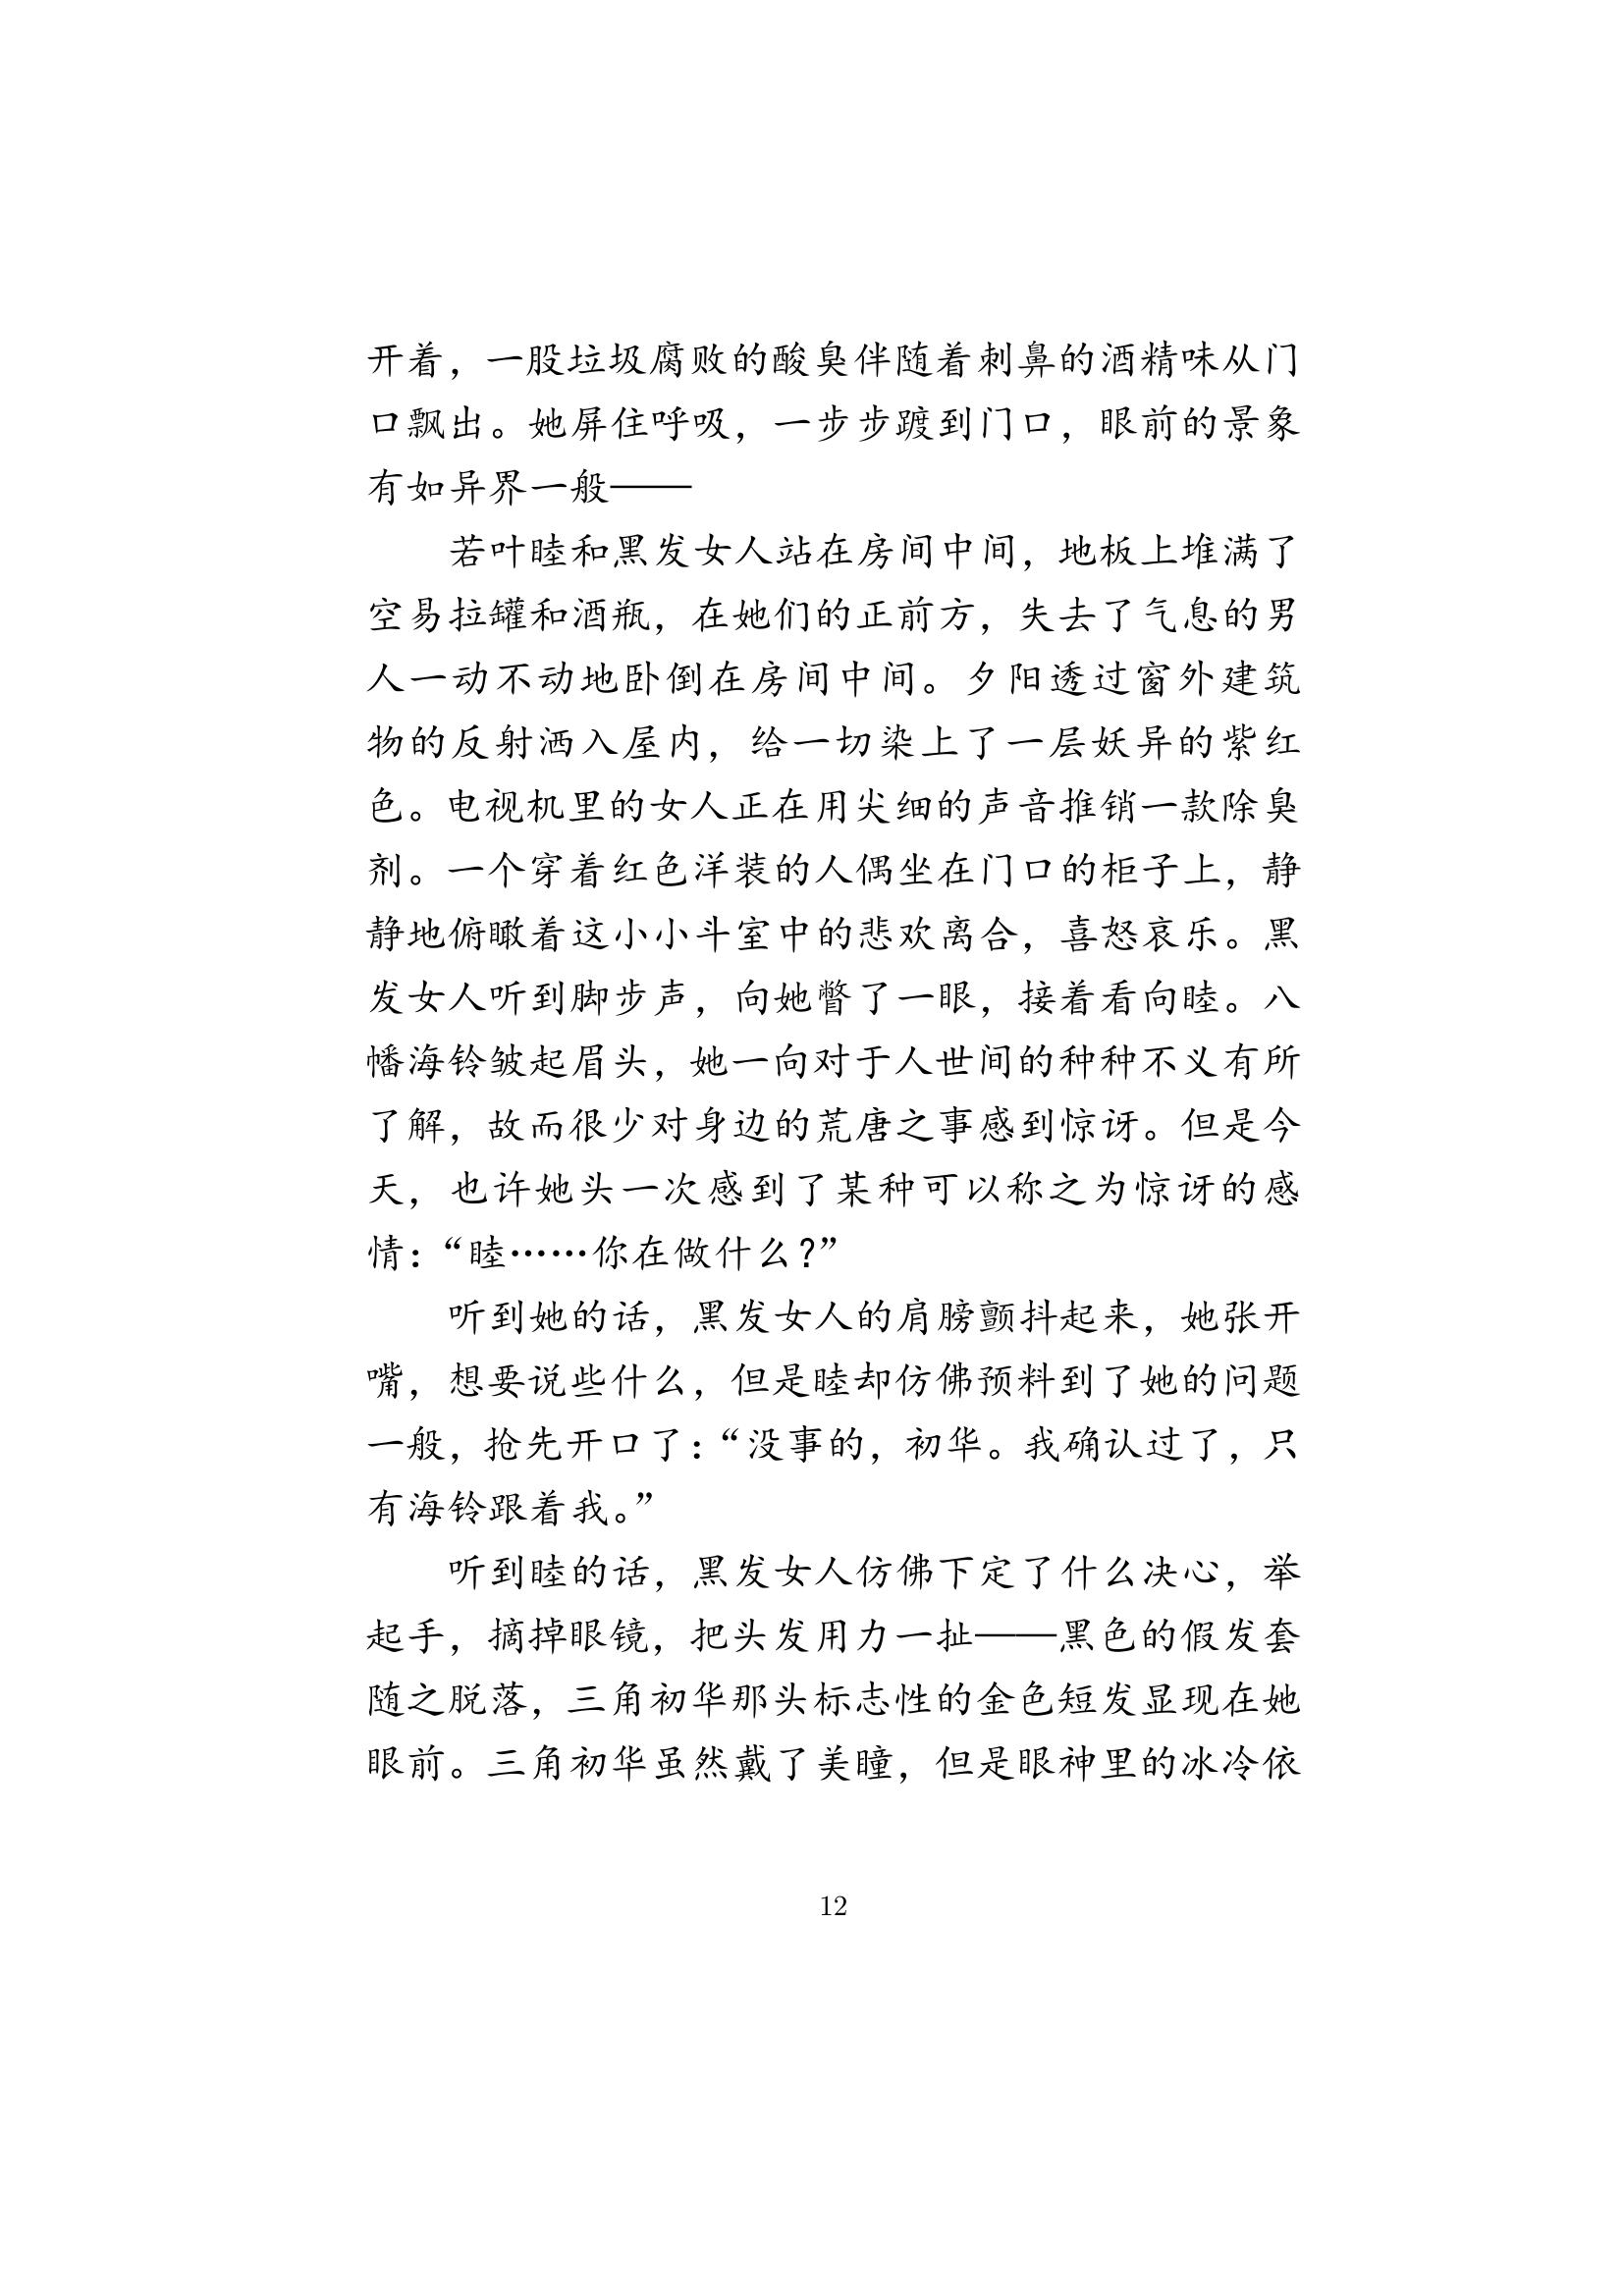 开着，一股垃圾腐败的酸臭伴随着刺鼻的酒精味从门
口飘出。她屏住呼吸，一步步踱到门口，眼前的景象
有如异界一般——
若叶睦和黑发女人站在房间中间，地板上堆满了
空易拉罐和酒瓶，在她们的正前方，失去了气息的男
人一动不动地卧倒在房间中间。夕阳透过窗外建筑
物的反射洒入屋内，给一切染上了一层妖异的紫红
色。电视机里的女人正在用尖细的声音推销一款除臭
剂。一个穿着红色洋装的人偶坐在门口的柜子上，静
静地俯瞰着这小小斗室中的悲欢离合，喜怒哀乐。黑
发女人听到脚步声，向她瞥了一眼，接着看向睦。八
幡海铃皱起眉头，她一向对于人世间的种种不义有所
了解，故而很少对身边的荒唐之事感到惊讶。但是今
天，也许她头一次感到了某种可以称之为惊讶的感
情：“睦……你在做什么？”
听到她的话，黑发女人的肩膀颤抖起来，她张开
嘴，想要说些什么，但是睦却仿佛预料到了她的问题
一般，抢先开口了：“没事的，初华。我确认过了，只
有海铃跟着我。”
听到睦的话，黑发女人仿佛下定了什么决心，举
起手，摘掉眼镜，把头发用力一扯——黑色的假发套
随之脱落，三角初华那头标志性的金色短发显现在她
眼前。三角初华虽然戴了美瞳，但是眼神里的冰冷依
12